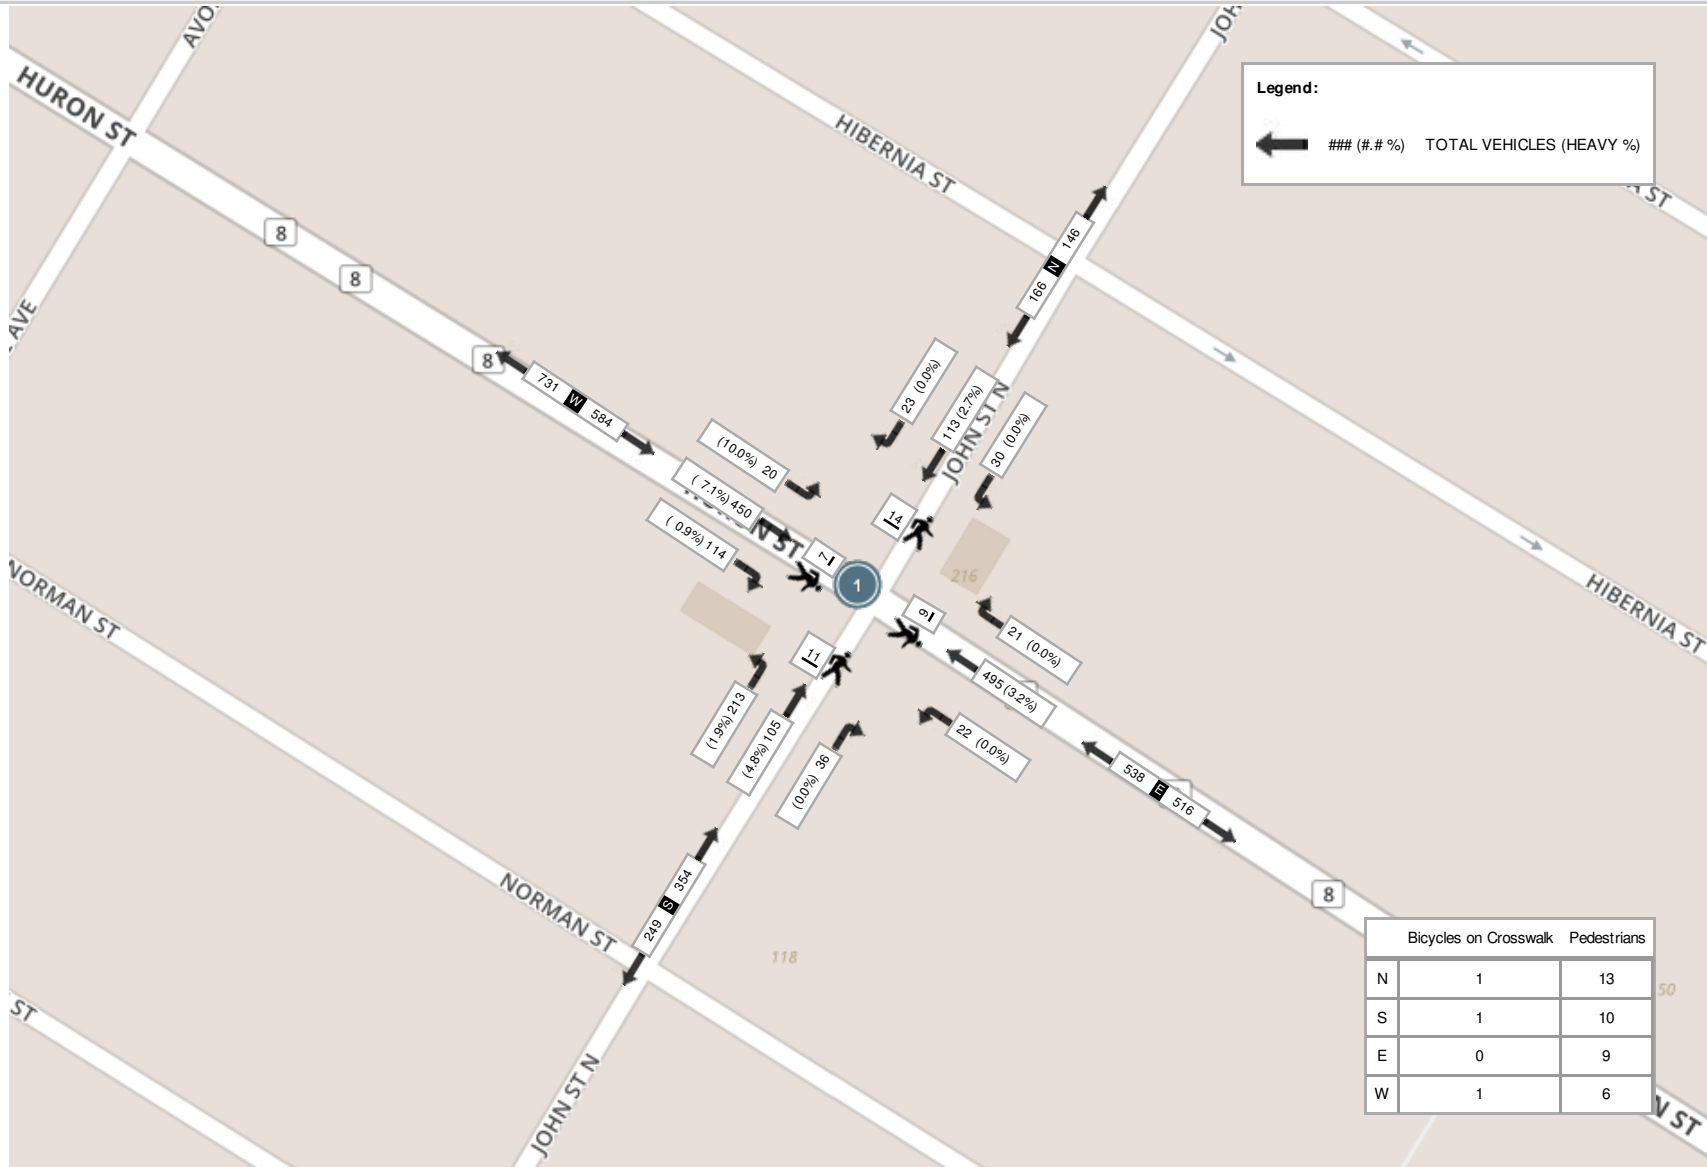 AVO
JOH
HURON ST
HIBERNIA ST
Legend:
### (#.# %) TOTAL VEHICLES (HEAVY %)
A ST
8
8
8
AVE
146
N
166
731
W
584
23 (0.0%)
113 (2.7%)
30 (0.0%)
JOHN ST N
(10.0%) 20
( 7.1%) 450
( 0.9%) 114
ON ST
14
7
1
216
9
11
21 (0.0%)
495 (3.2%)
22 (0.0%)
HIBERNIA ST
NORMAN ST
(1.9%) 213
(4.8%) 105
(0.0%) 36
538
E
516
354
S
249
8
NORMAN ST
118
50
ST
JOHN ST N
Bicycles on Crosswalk Pedestrians
N 1 13
S 1 10
E 0 9
W 1 6
N ST